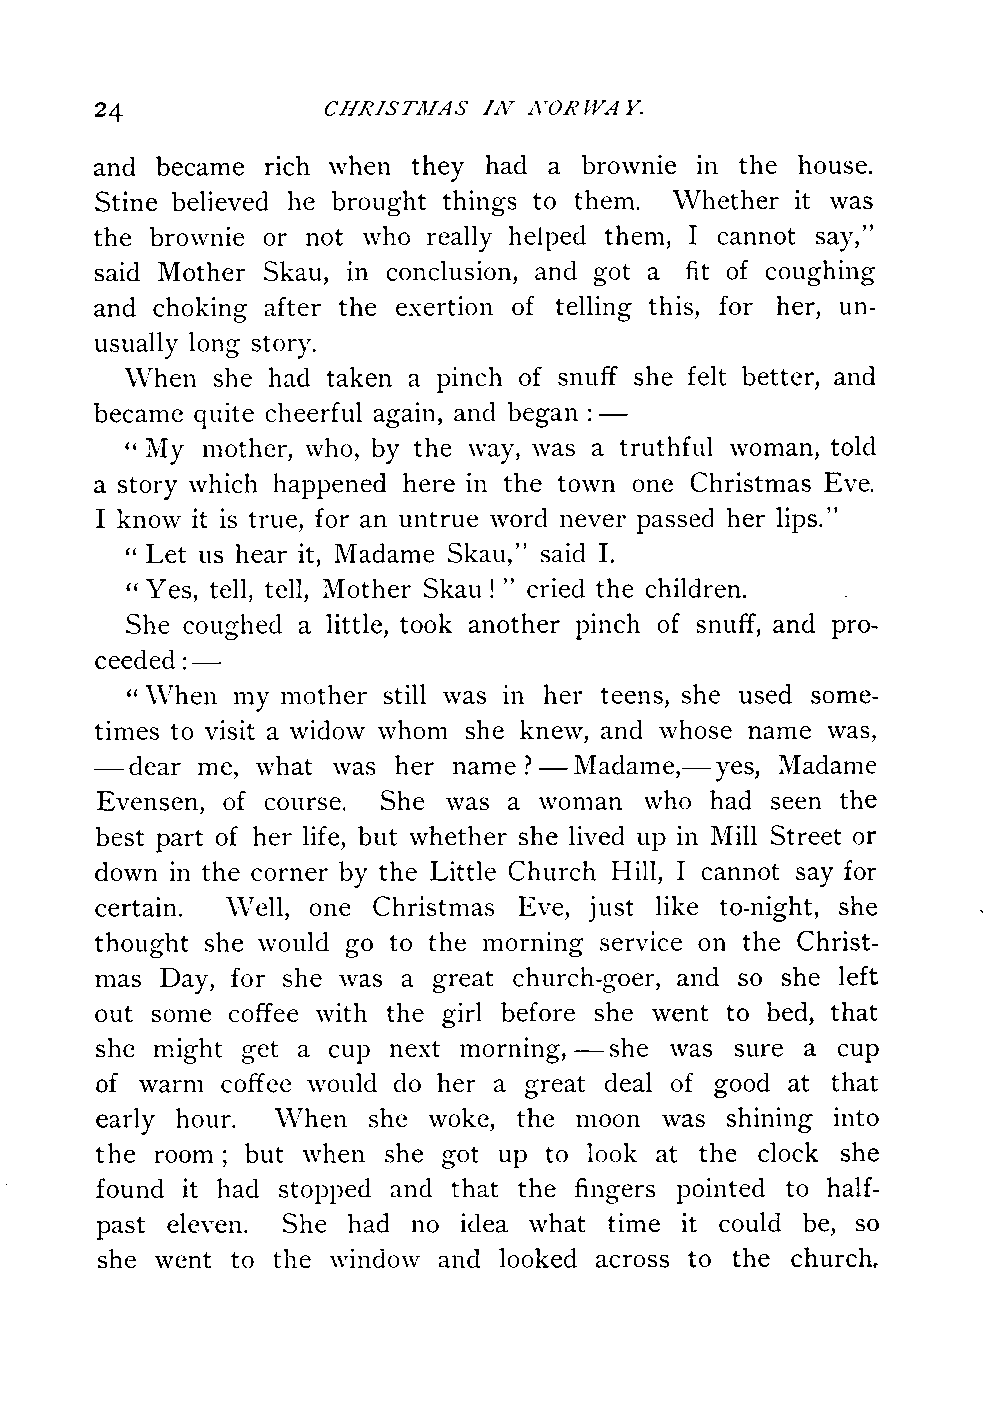 24 CHRISTMAS IN NORWAY.
and became rich when they had a brownie in the house.
Stine believed he brought things to them. Whether it was
the brownie or not who really helped them, I cannot say,”
said Mother Skau, in conclusion, and got a fit of coughing
and choking after the exertion of telling this, for her, un-
usually long story.
When she had taken a pinch of snuff she felt better, and
became quite cheerful again, and began : —
“ My mother, who, by the way, was a truthful woman, told
a story which happened here in the town one Christmas Eve.
I know it is true, for an untrue word never passed her lips.”
“ Let us hear it, Madame Skau,” said I.
“ Yes, tell, tell, Mother Skau ! ” cried the children.
She coughed a little, took another pinch of snuff, and pro-
ceeded : —
“ When my mother still was in her teens, she used some-
times to visit a widow whom she knew, and whose name was,
— dear me, what was her name ? — Madame,—yes, Madame
Evensen, of course. She was a woman who had seen the
best part of her life, but whether she lived up in Mill Street or
down in the corner by the Little Church Hill, I cannot say for
certain. Well, one Christmas Eve, just like to-night, she
thought she would go to the morning service on the Christ-
mas Day, for she was a great church-goer, and so she left
out some coffee with the girl before she went to bed, that
she might get a cup next morning, — she was sure a cup
of warm coffee would do her a great deal of good at that
early hour. When she woke, the moon was shining into
the room ; but when she got up to look at the clock she
found it had stopped and that the fingers pointed to half-
past eleven. She had no idea what time it could be, so
she went to the window and looked across to the church,